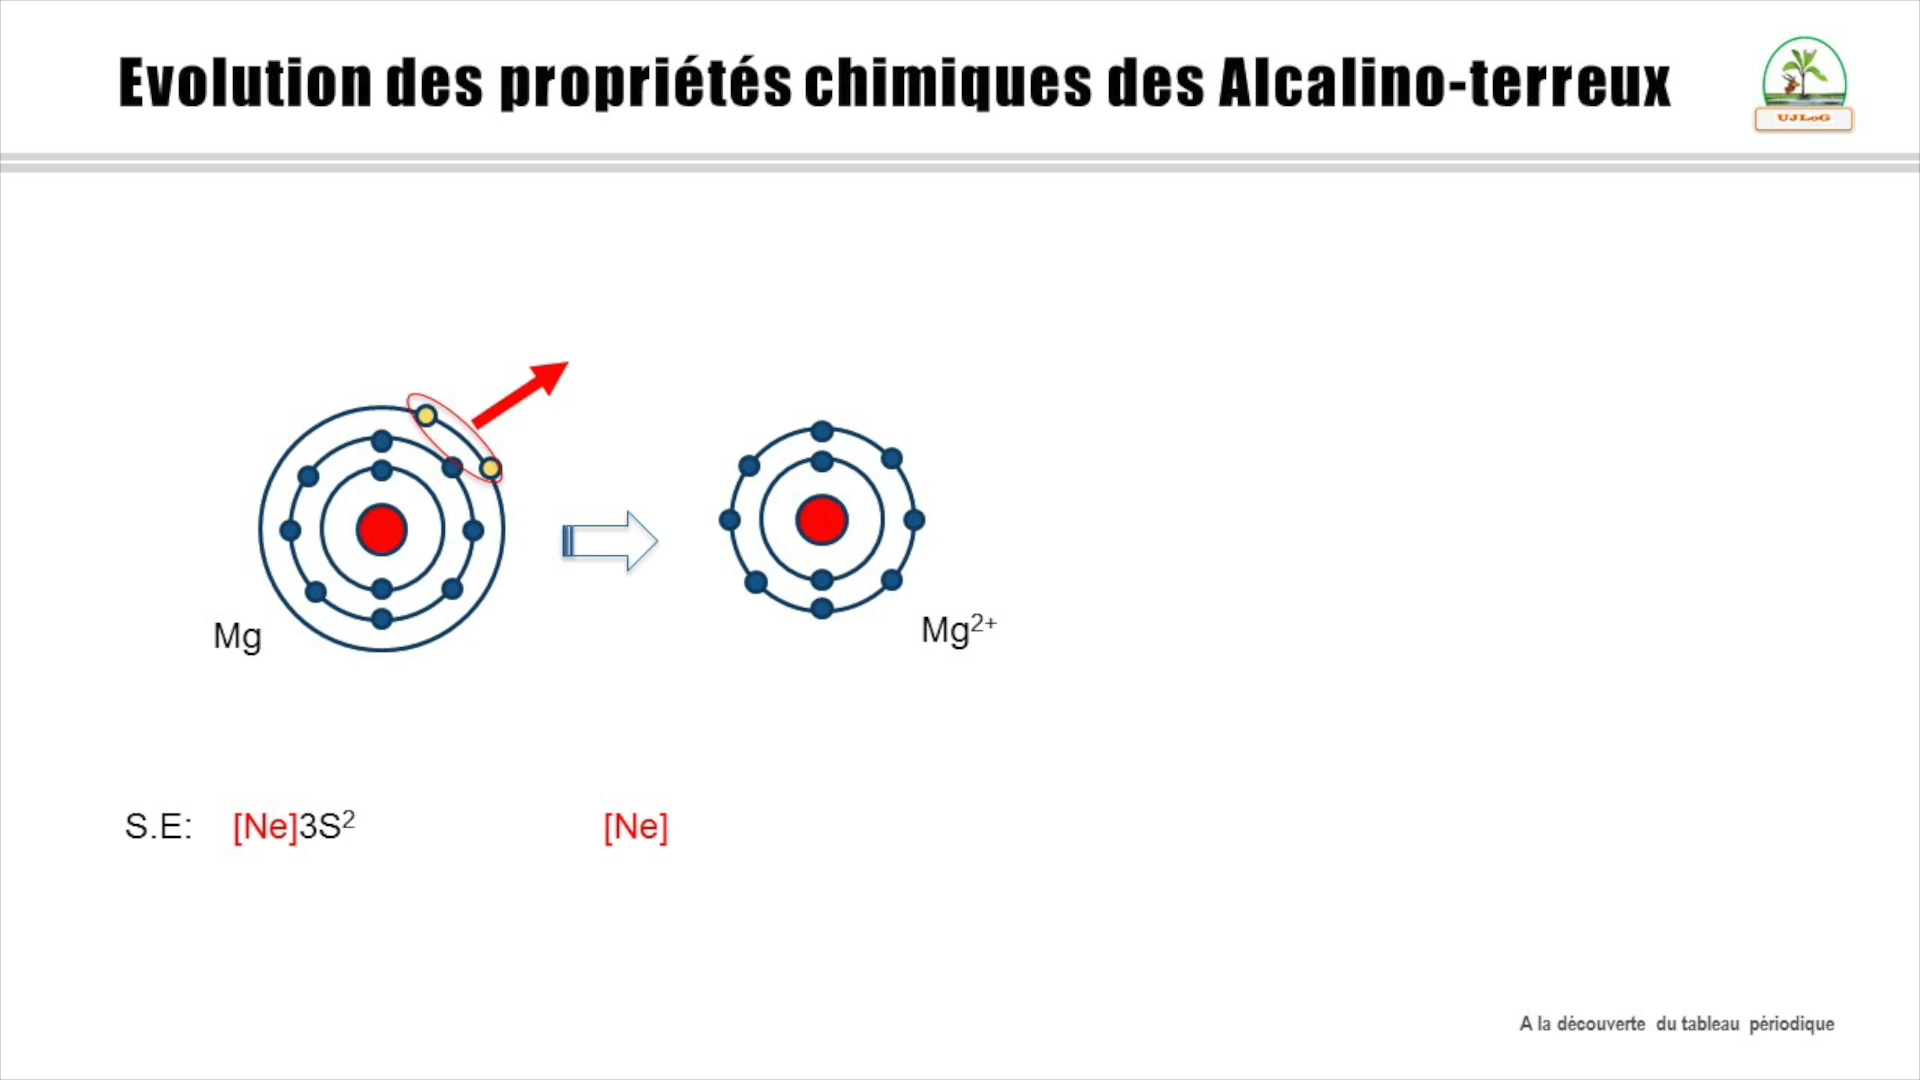 Evolution des propriétés chimiques des Alcalino-terreux
UJLoG
Mg
Mg²⁺
S.E: [Ne]3S² [Ne]
A la découverte du tableau périodique